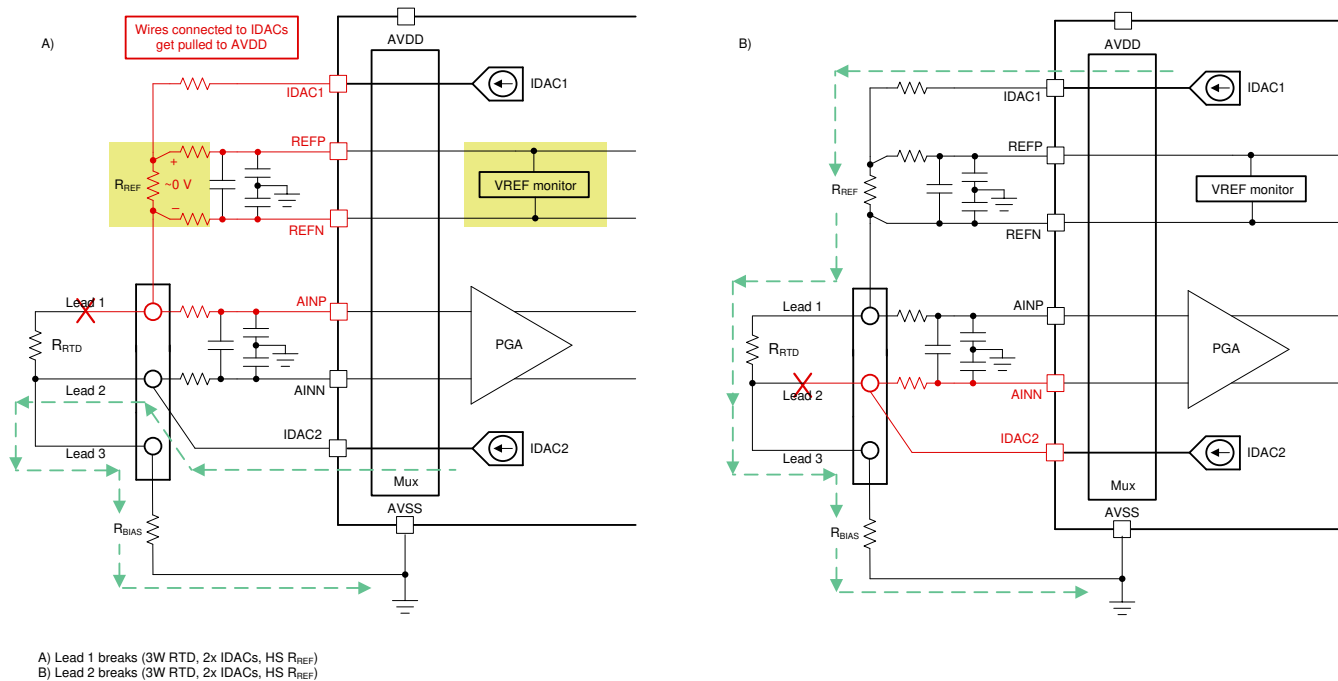 A)
Wires connected to IDACs
get pulled to AVDD
AVDD
IDAC1
IDAC1
REFP
+
RREF
~0 V
VREF monitor
–
REFN
Lead 1
AINP
RRTD
PGA
Lead 2
AINN
IDAC2
IDAC2
Lead 3
Mux
AVSS
RBIAS
B)
AVDD
IDAC1
IDAC1
REFP
RREF
VREF monitor
REFN
Lead 1
AINP
RRTD
PGA
Lead 2
AINN
IDAC2
IDAC2
Lead 3
Mux
AVSS
RBIAS
A) Lead 1 breaks (3W RTD, 2x IDACs, HS RREF)
B) Lead 2 breaks (3W RTD, 2x IDACs, HS RREF)